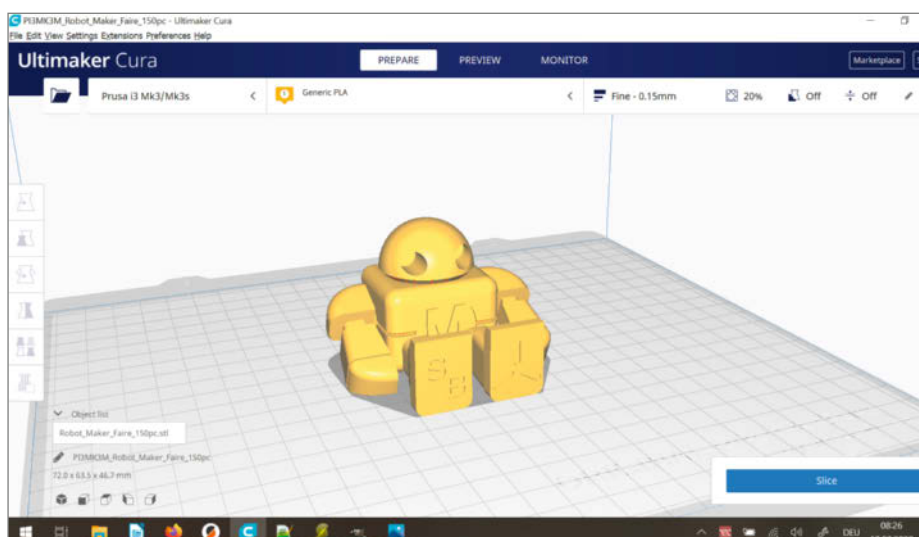 PI3MK3M_Robot_Maker_Faire_150pc - Ultimaker Cura
File Edit View Settings Extensions Preferences Help
Ultimaker Cura PREPARE PREVIEW MONITOR Marketplace
Prusa i3 Mk3/Mk3s Generic PLA Fine - 0.15mm 20% Off Off
M
S
Object list
Robot_Maker_Faire_150pc.stl
PI3MK3M_Robot_Maker_Faire_150pc
72.0 x 63.5 x 46.7 mm
Slice
DEU 08:26